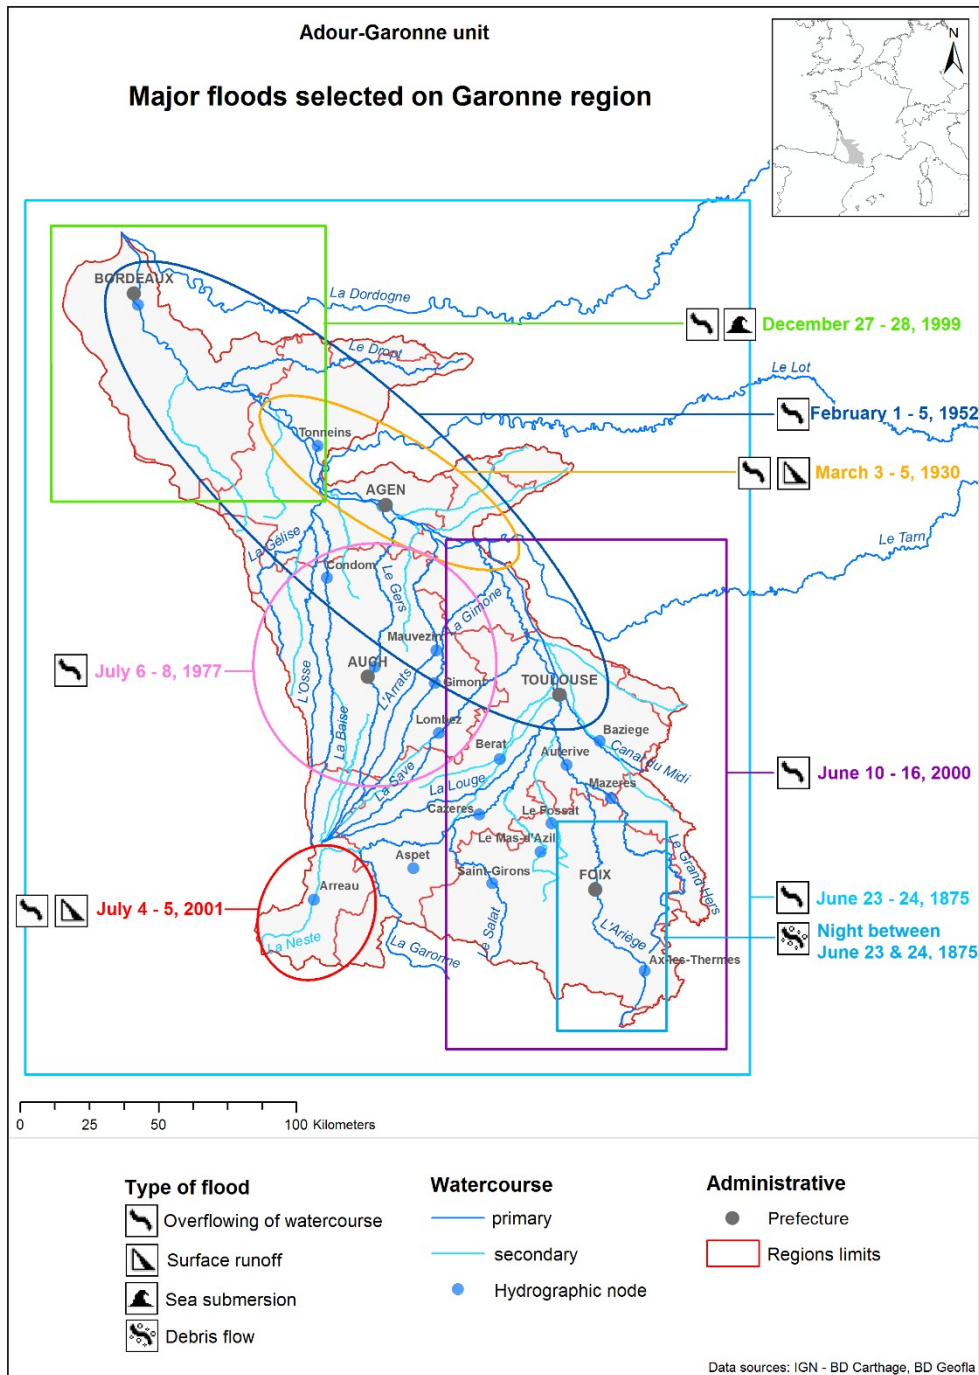 Adour-Garonne unit
Major floods selected on Garonne region
N
BORDEAUX
La Dordogne
December 27 - 28, 1999
Le Dropt
Le Lot
February 1 - 5, 1952
Tonneins
March 3 - 5, 1930
AGEN
La Gélise
Le Tarn
Condom
Le Gers
La Gimone
Mauvezin
July 6 - 8, 1977
AUCH
L'Osse
L'Arrats
Gimont
TOULOUSE
La Baïse
Lombez
Baziege
Berat
Auterive
Canal du Midi
La Save
La Louge
Mazeres
June 10 - 16, 2000
Cazeres
Le Fossat
Le Mas-d'Azil
Aspet
Saint-Girons
FOIX
Le Grand Hers
Arreau
June 23 - 24, 1875
July 4 - 5, 2001
L'Ariège
Night between
June 23 & 24, 1875
La Neste
La Garonne
Le Salat
Ax-les-Thermes
0 25 50 100 Kilometers
Type of flood
Overflowing of watercourse
Surface runoff
Sea submersion
Debris flow
Watercourse
primary
secondary
Hydrographic node
Administrative
Prefecture
Regions limits
Data sources: IGN - BD Carthage, BD Geofla